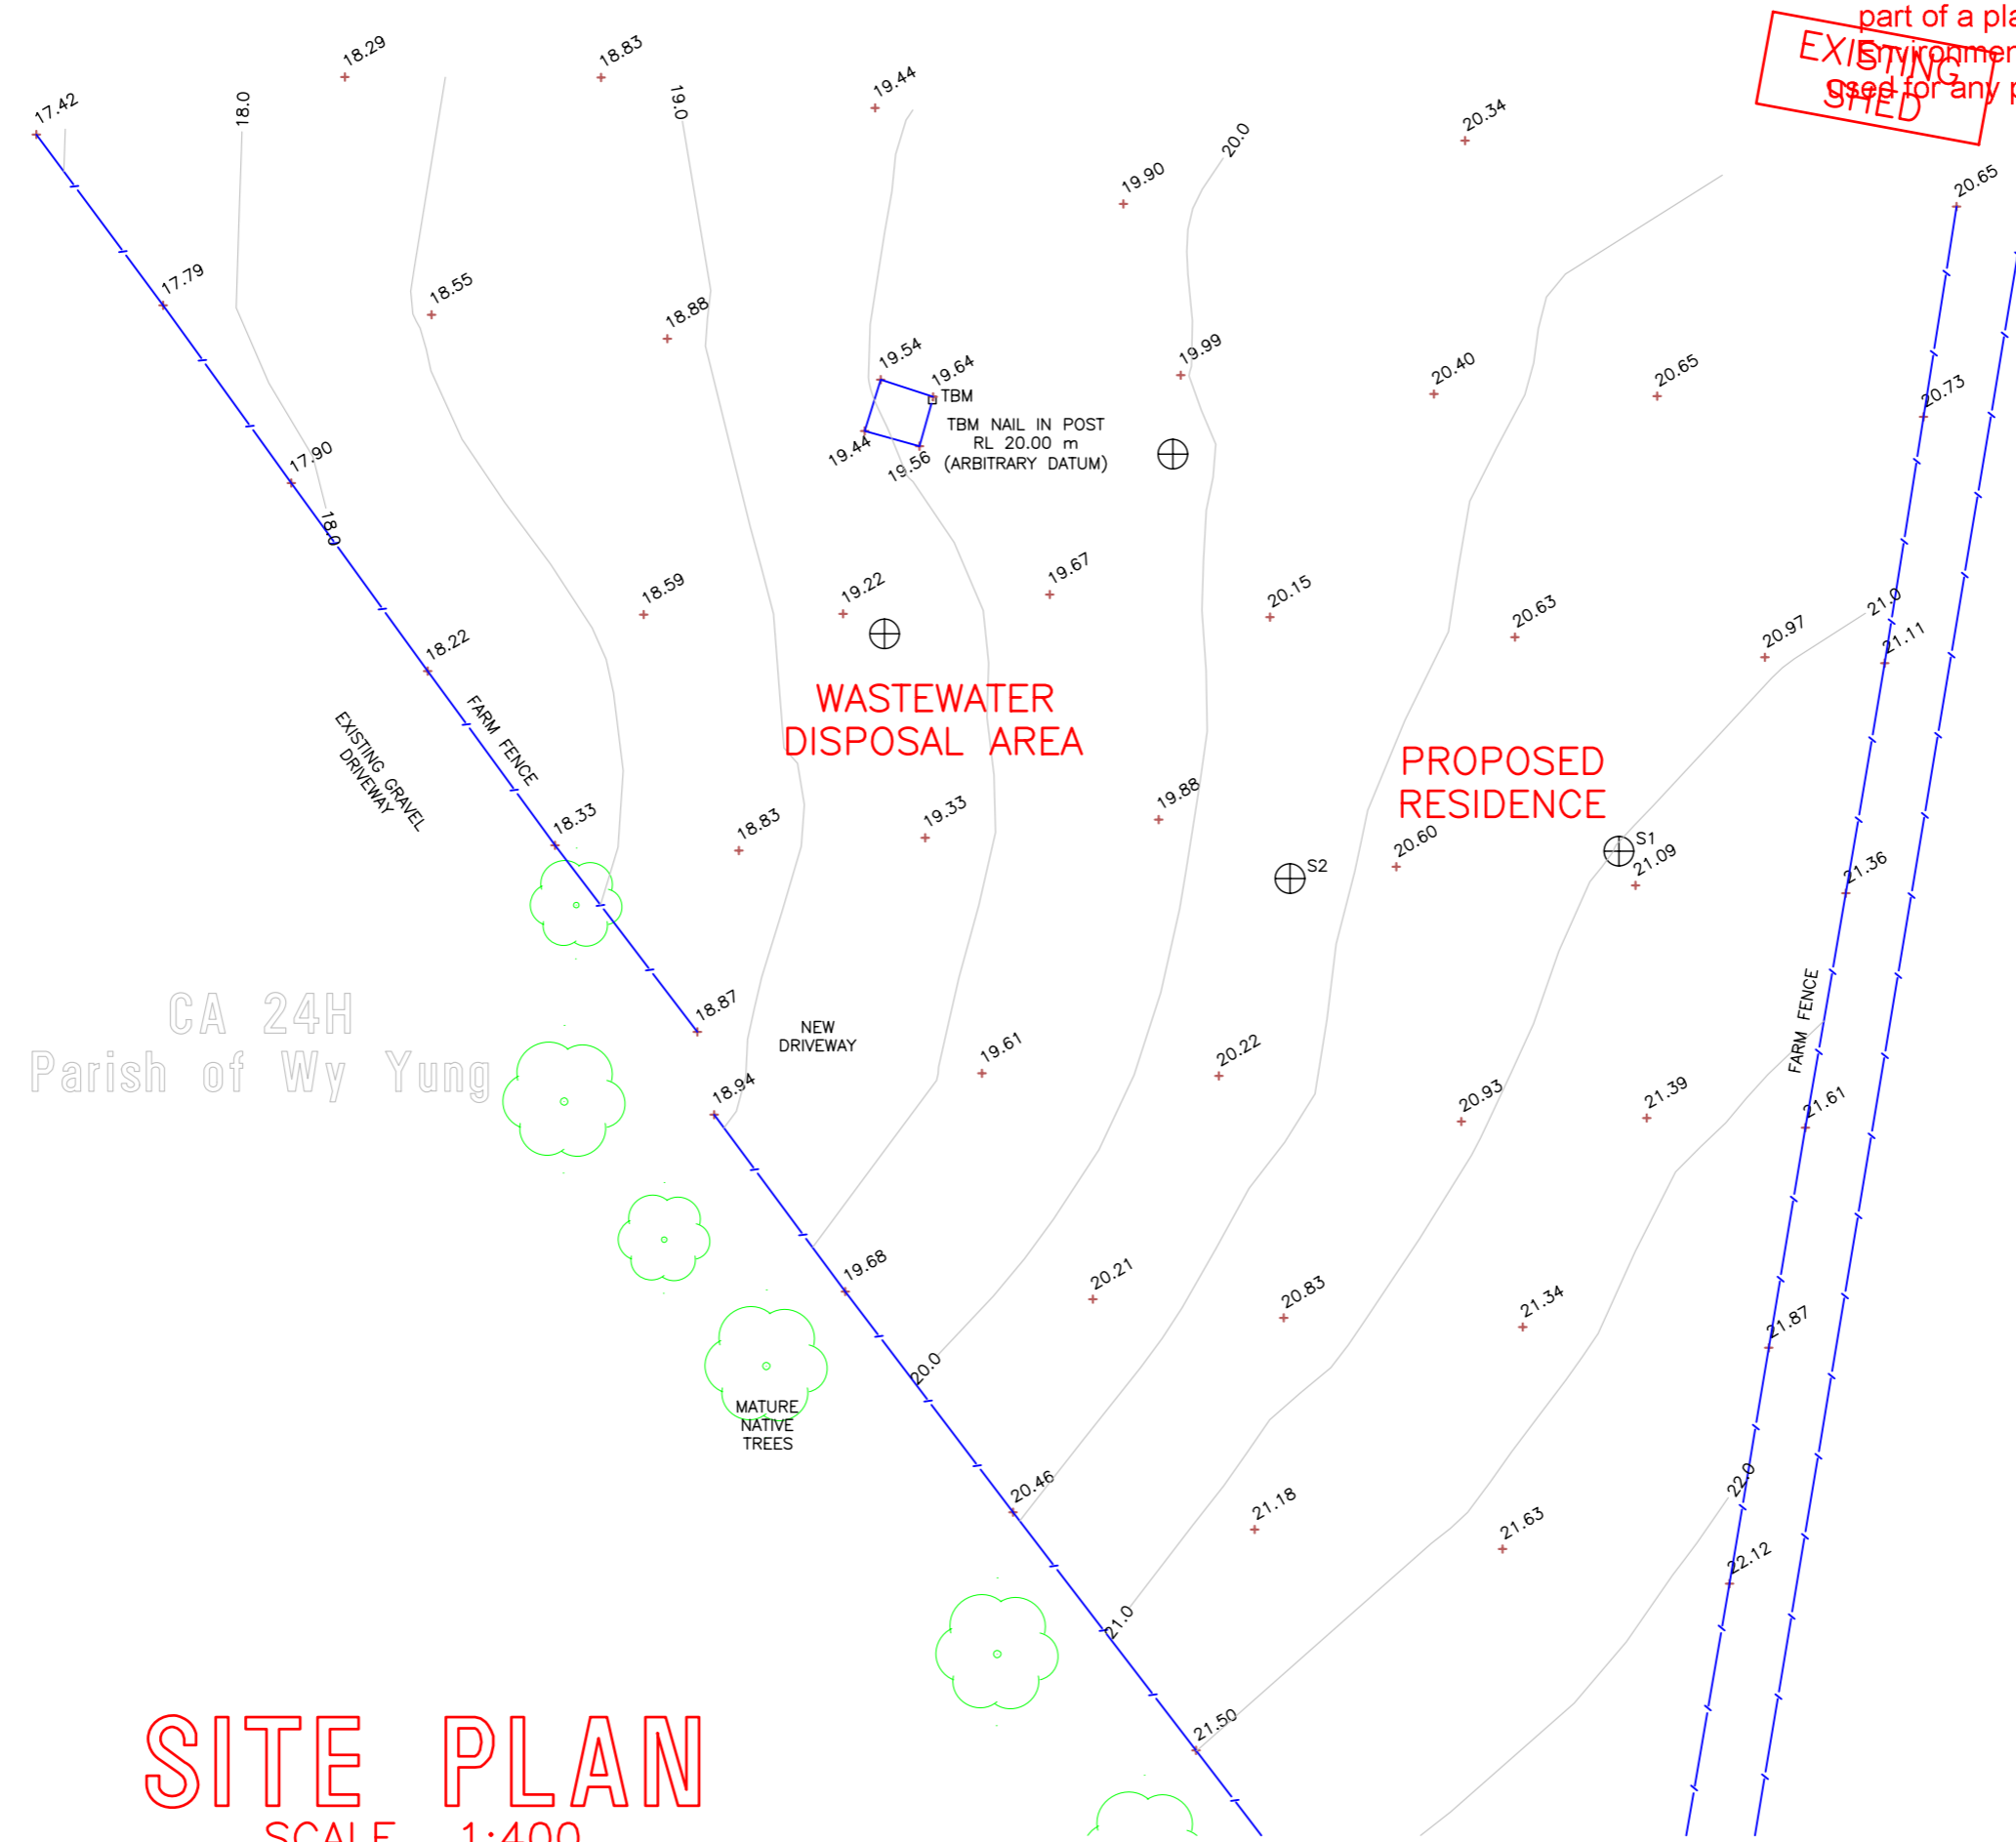 part of a pla
Environmen
used for any p
EXISTING
SHED
18.29
18.83
19.44
17.42
18.0
19.0
20.0
20.34
19.90
20.65
17.79
18.55
18.88
19.54
19.64
TBM
19.99
20.40
20.65
20.73
TBM NAIL IN POST
RL 20.00 m
(ARBITRARY DATUM)
19.44
19.56
17.90
18.0
18.59
19.22
19.67
20.15
20.63
20.97
21.0
21.11
18.22
FARM FENCE
EXISTING GRAVEL
DRIVEWAY
WASTEWATER
DISPOSAL AREA
PROPOSED
RESIDENCE
18.33
18.83
19.33
19.88
20.60
S2
S1
21.09
21.36
CA 24H
Parish of Wy Yung
18.87
NEW
DRIVEWAY
FARM FENCE
18.94
19.61
20.22
20.93
21.39
21.61
19.68
20.21
20.83
21.34
21.87
20.0
MATURE
NATIVE
TREES
20.46
21.18
21.63
22.0
22.12
21.0
21.50
SITE PLAN
SCALE 1:400